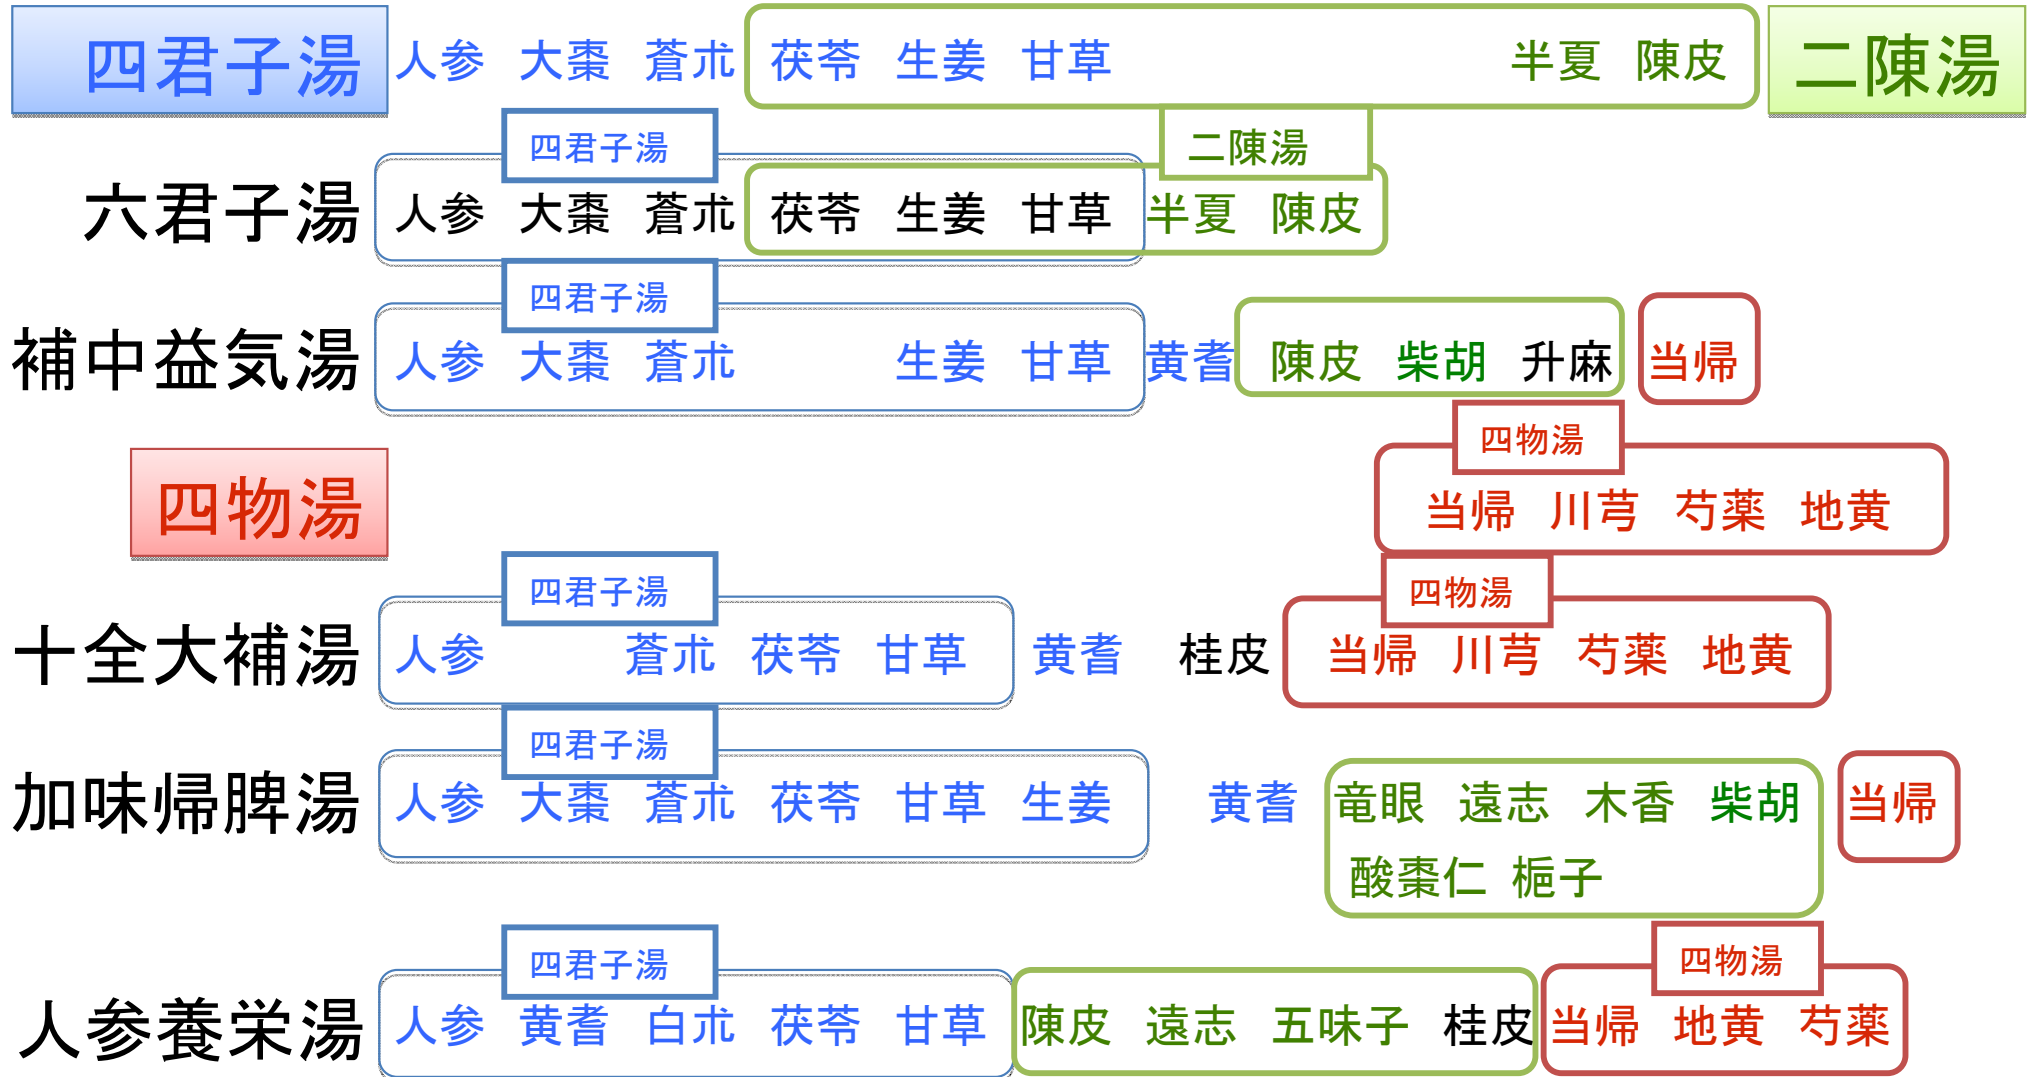 四君子湯 人参 大棗 蒼朮 茯苓 生姜 甘草 半夏 陳皮 二陳湯
四君子湯 二陳湯
六君子湯 人参 大棗 蒼朮 茯苓 生姜 甘草 半夏 陳皮
四君子湯
補中益気湯 人参 大棗 蒼朮 生姜 甘草 黄耆 陳皮 柴胡 升麻 当帰
四物湯
四物湯 当帰 川芎 芍薬 地黄
四君子湯 四物湯
十全大補湯 人参 蒼朮 茯苓 甘草 黄耆 桂皮 当帰 川芎 芍薬 地黄
四君子湯
加味帰脾湯 人参 大棗 蒼朮 茯苓 甘草 生姜 黄耆 竜眼 遠志 木香 柴胡 当帰
酸棗仁 梔子
四君子湯 四物湯
人参養栄湯 人参 黄耆 白朮 茯苓 甘草 陳皮 遠志 五味子 桂皮 当帰 地黄 芍薬